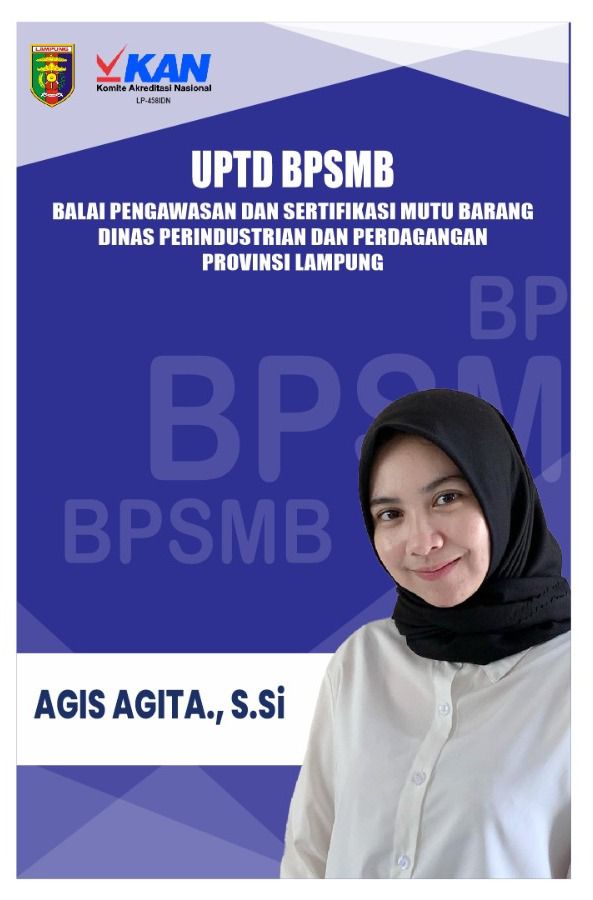 LAMPUNG
KAN
Komite Akreditasi Nasional
LP-458IDN
UPTD BPSMB
BALAI PENGAWASAN DAN SERTIFIKASI MUTU BARANG
DINAS PERINDUSTRIAN DAN PERDAGANGAN
PROVINSI LAMPUNG
BP
BPSM
BPSMB
AGIS AGITA., S.Si